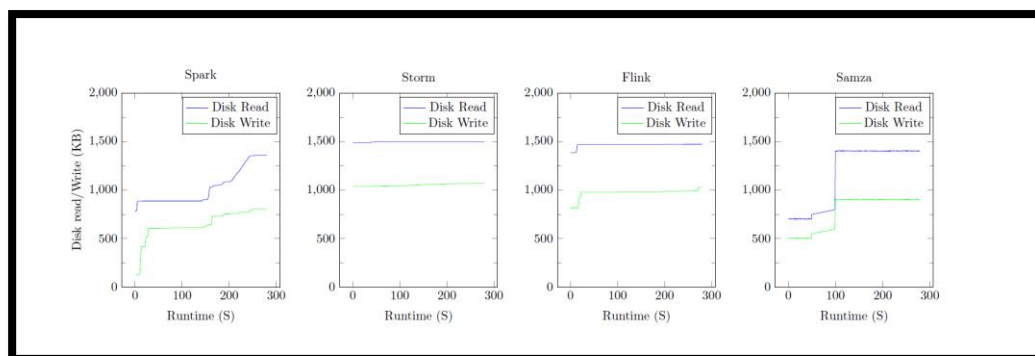 Spark
Storm
Flink
Samza
Disk read/Write (KB)
2,000
1,500
1,000
500
0
Disk Read
Disk Write
0 100 200 300
Runtime (S)
2,000
1,500
1,000
500
0
Disk Read
Disk Write
0 100 200 300
Runtime (S)
2,000
1,500
1,000
500
0
Disk Read
Disk Write
0 100 200 300
Runtime (S)
2,000
1,500
1,000
500
0
Disk Read
Disk Write
0 100 200 300
Runtime (S)